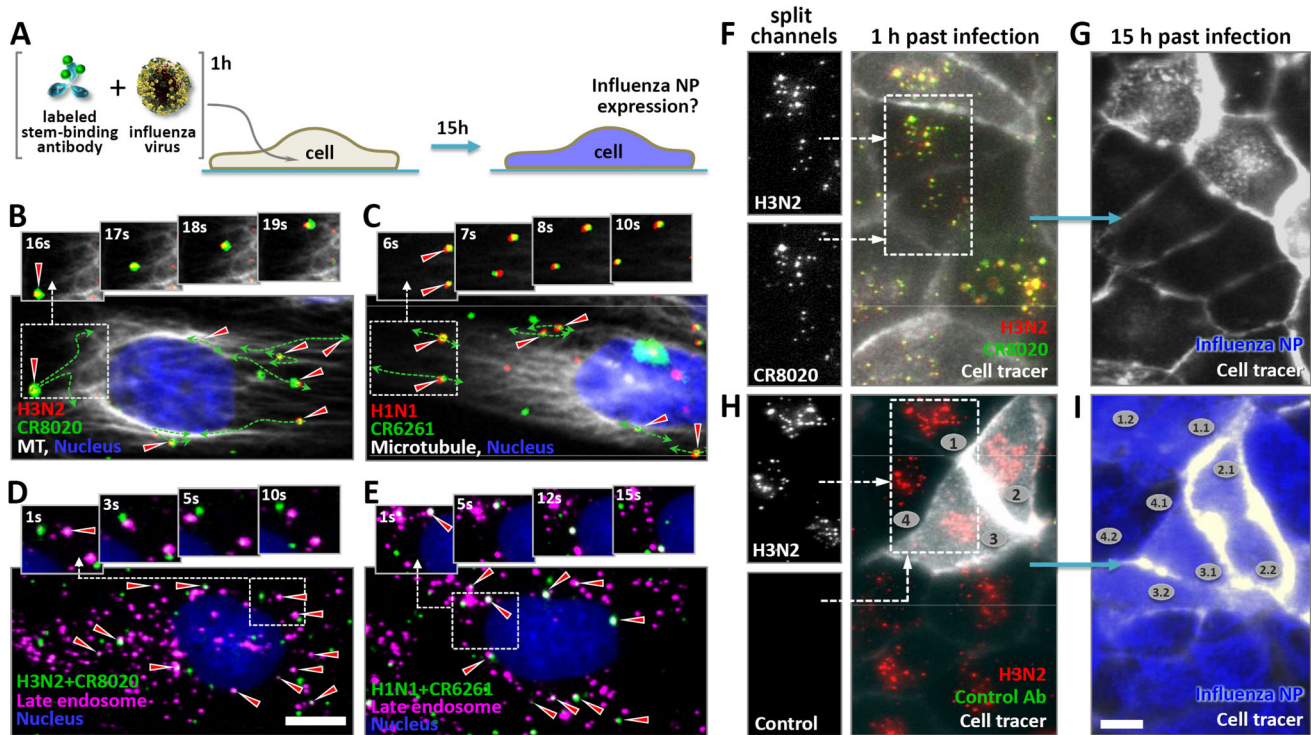 A
1h
labeled
stem-binding
antibody
+
influenza
virus
cell
15h
Influenza NP
expression?
cell
B
16s
17s
18s
19s
H3N2
CR8020
MT, Nucleus
C
6s
7s
8s
10s
H1N1
CR6261
Microtubule, Nucleus
D
1s
3s
5s
10s
H3N2+CR8020
Late endosome
Nucleus
E
1s
5s
12s
15s
H1N1+CR6261
Late endosome
Nucleus
F
split
channels
1 h past infection
H3N2
CR8020
H3N2
CR8020
Cell tracer
G
15 h past infection
Influenza NP
Cell tracer
H
H3N2
Control
1
2
3
4
H3N2
Control Ab
Cell tracer
I
1.2
1.1
2.1
4.1
4.2
3.1
2.2
3.2
Influenza NP
Cell tracer